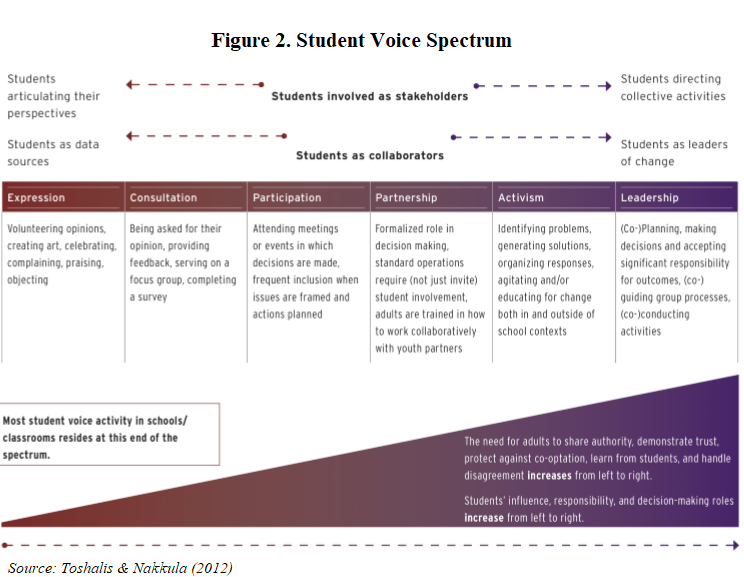 Figure 2. Student Voice Spectrum
Students
articulating their
perspectives
Students involved as stakeholders
Students directing
collective activities
Students as data
sources
Students as collaborators
Students as leaders
of change
Expression
Volunteering opinions,
creating art, celebrating,
complaining, praising,
objecting
Consultation
Being asked for their
opinion, providing
feedback, serving on a
focus group, completing
a survey
Participation
Attending meetings
or events in which
decisions are made,
frequent inclusion when
issues are framed and
actions planned
Partnership
Formalized role in
decision making,
standard operations
require (not just invite)
student involvement,
adults are trained in how
to work collaboratively
with youth partners
Activism
Identifying problems,
generating solutions,
organizing responses,
agitating and/or
educating for change
both in and outside of
school contexts
Leadership
(Co-)Planning, making
decisions and accepting
significant responsibility
for outcomes, (co-)
guiding group processes,
(co-)conducting
activities
Most student voice activity in schools/
classrooms resides at this end of the
spectrum.
The need for adults to share authority, demonstrate trust,
protect against co-optation, learn from students, and handle
disagreement increases from left to right.
Students' influence, responsibility, and decision-making roles
increase from left to right.
Source: Toshalis & Nakkula (2012)